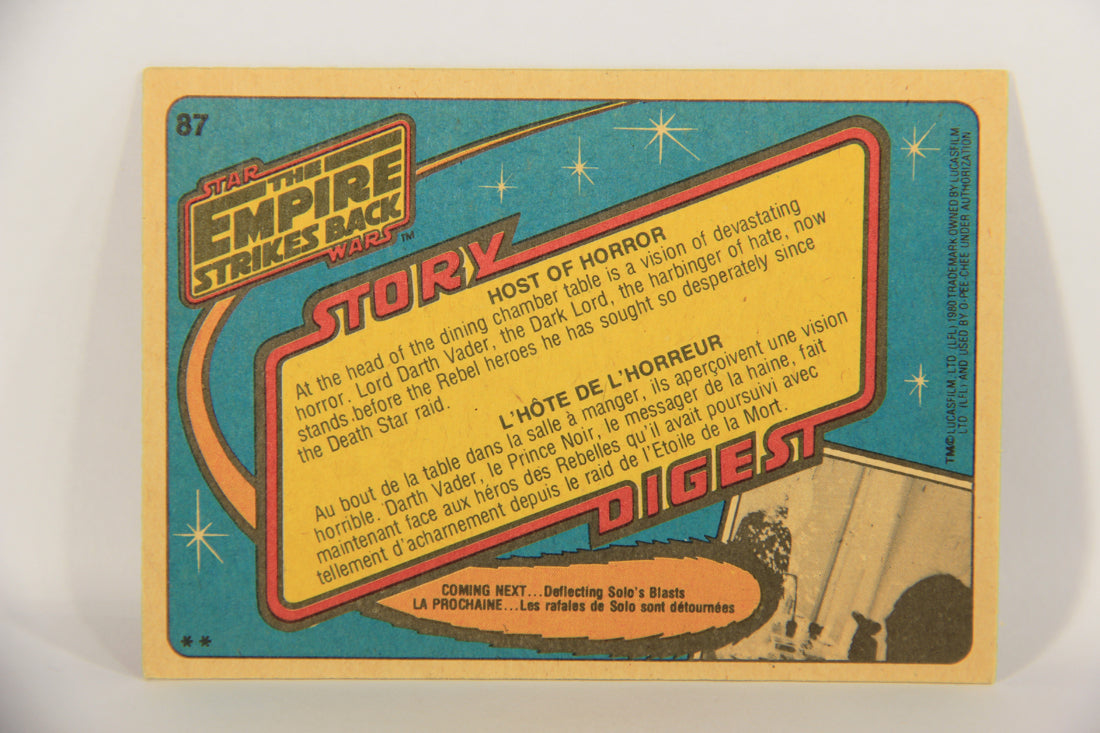 87
STAR
THE
EMPIRE
STRIKES BACK
WARS™
STORY
HOST OF HORROR
At the head of the dining chamber table is a vision of devastating
horror. Lord Darth Vader, the Dark Lord, the harbinger of hate, now
stands before the Rebel heroes he has sought so desperately since
the Death Star raid.
L'HÔTE DE L'HORREUR
Au bout de la table dans la salle à manger, ils aperçoivent une vision
horrible. Darth Vader, le Prince Noir, le messager de la haine, fait
maintenant face aux héros des Rebelles qu'il avait poursuivi avec
tellement d'acharnement depuis le raid de l'Etoile de la Mort.
DIGEST
COMING NEXT...Deflecting Solo's Blasts
LA PROCHAINE...Les rafales de Solo sont détournées
**
TM© LUCASFILM, LTD. (LFL) 1980 TRADEMARK OWNED BY LUCASFILM
LTD. (LFL) AND USED BY O-PEE-CHEE UNDER AUTHORIZATION